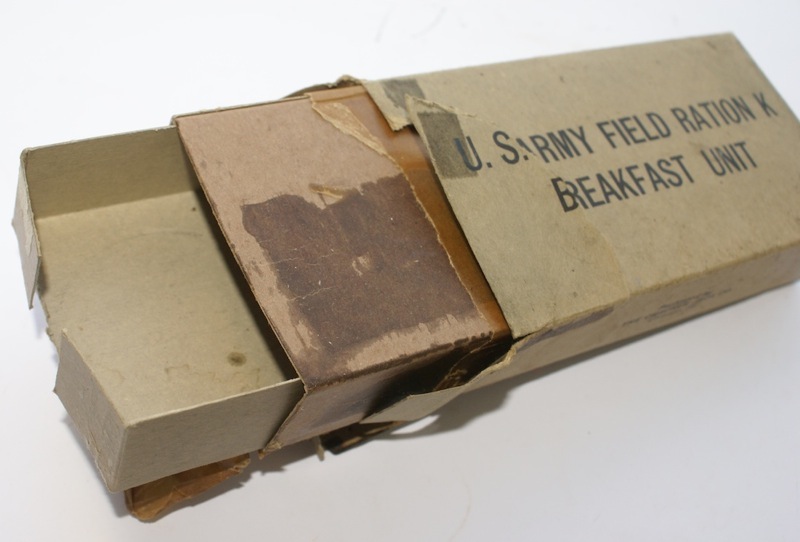 U. S. ARMY FIELD RATION K
BREAKFAST UNIT